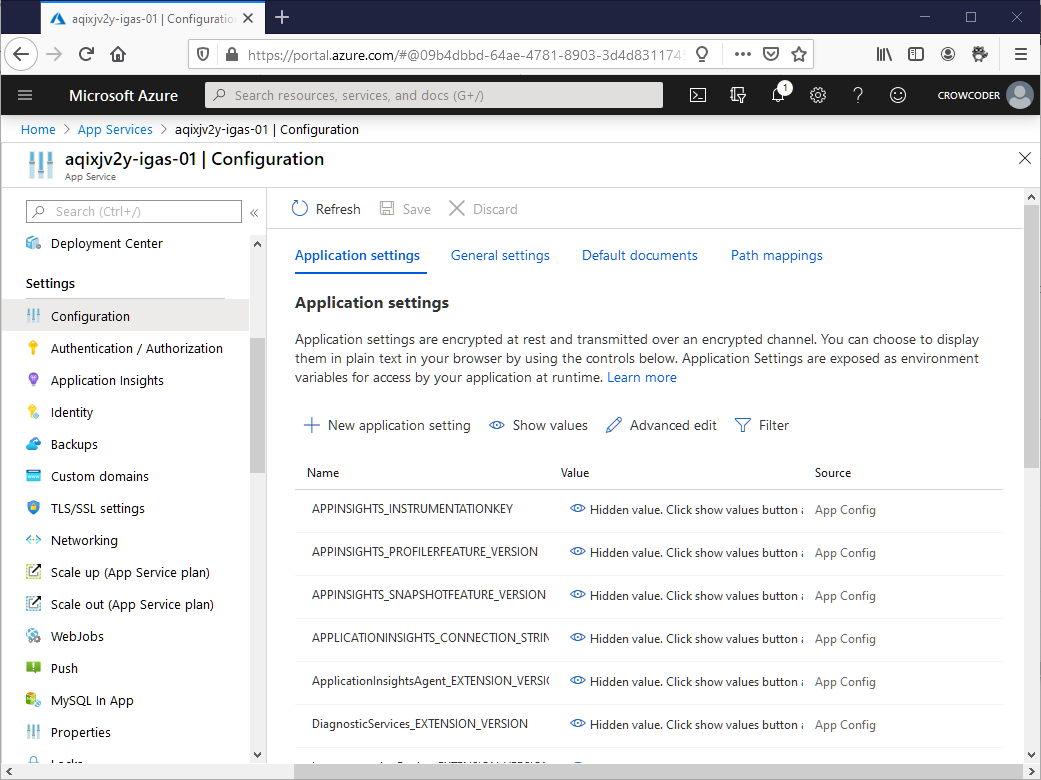 aqixjv2y-igas-01 | Configuration
https://portal.azure.com/#@09b4dbbd-64ae-4781-8903-3d4d831174
Microsoft Azure
Search resources, services, and docs (G+/)
1
CROWCODER
Home > App Services > aqixjv2y-igas-01 | Configuration
aqixjv2y-igas-01 | Configuration
App Service
Search (Ctrl+/)
«
Deployment Center
Settings
Configuration
Authentication / Authorization
Application Insights
Identity
Backups
Custom domains
TLS/SSL settings
Networking
Scale up (App Service plan)
Scale out (App Service plan)
WebJobs
Push
MySQL In App
Properties
Refresh Save Discard
Application settings General settings Default documents Path mappings
Application settings
Application settings are encrypted at rest and transmitted over an encrypted channel. You can choose to display
them in plain text in your browser by using the controls below. Application Settings are exposed as environment
variables for access by your application at runtime. Learn more
New application setting Show values Advanced edit Filter
Name Value Source
APPINSIGHTS_INSTRUMENTATIONKEY Hidden value. Click show values button App Config
APPINSIGHTS_PROFILERFEATURE_VERSION Hidden value. Click show values button App Config
APPINSIGHTS_SNAPSHOTFEATURE_VERSION Hidden value. Click show values button App Config
APPLICATIONINSIGHTS_CONNECTION_STRIN Hidden value. Click show values button App Config
ApplicationInsightsAgent_EXTENSION_VERSI Hidden value. Click show values button App Config
DiagnosticServices_EXTENSION_VERSION Hidden value. Click show values button App Config